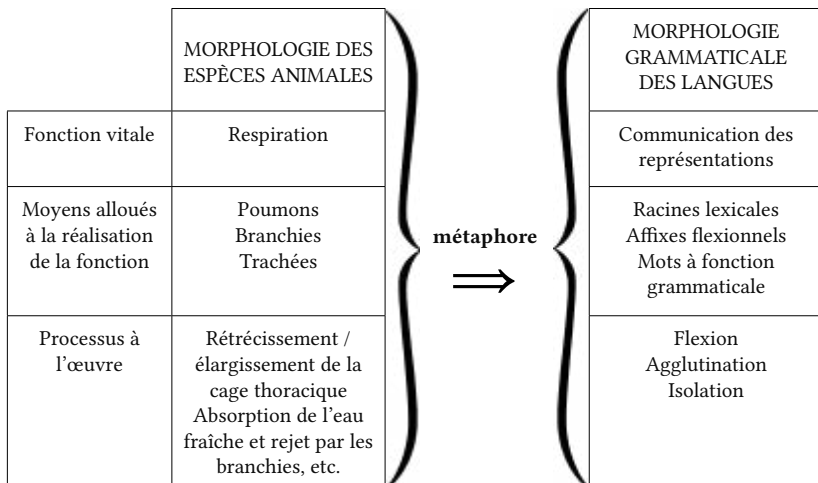 MORPHOLOGIE DES
ESPÈCES ANIMALES
MORPHOLOGIE
GRAMMATICALE
DES LANGUES
Fonction vitale
Respiration
Communication des
représentations
Moyens alloués
à la réalisation
de la fonction
Poumons
Branchies
Trachées
métaphore
⇒
Racines lexicales
Affixes flexionnels
Mots à fonction
grammaticale
Processus à
l’œuvre
Rétrécissement /
élargissement de la
cage thoracique
Absorption de l’eau
fraîche et rejet par les
branchies, etc.
Flexion
Agglutination
Isolation